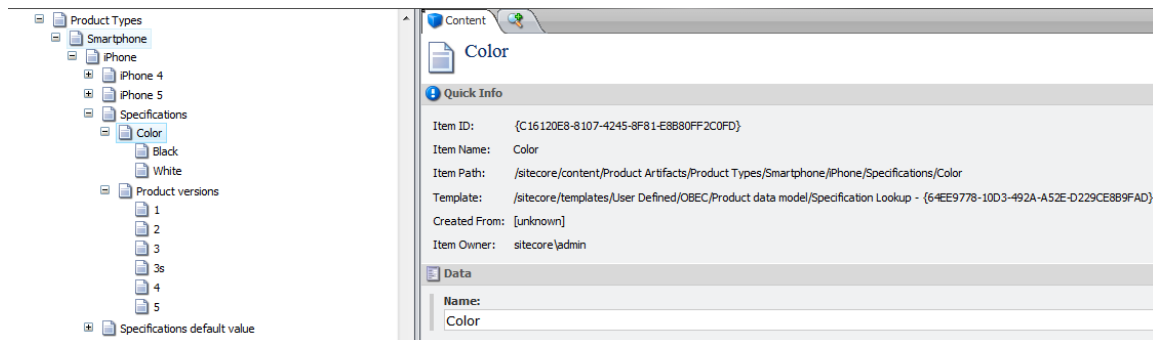 Product Types
Smartphone
iPhone
iPhone 4
iPhone 5
Specifications
Color
Black
White
Product versions
1
2
3
3s
4
5
Specifications default value
Content
Color
Quick Info
Item ID: {C16120E8-8107-4245-8F81-E8B80FF2C0FD}
Item Name: Color
Item Path: /sitecore/content/Product Artifacts/Product Types/Smartphone/iPhone/Specifications/Color
Template: /sitecore/templates/User Defined/OBEC/Product data model/Specification Lookup - {64EE9778-10D3-492A-A52E-D229CE8B9FAD}
Created From: [unknown]
Item Owner: sitecore\admin
Data
Name:
Color